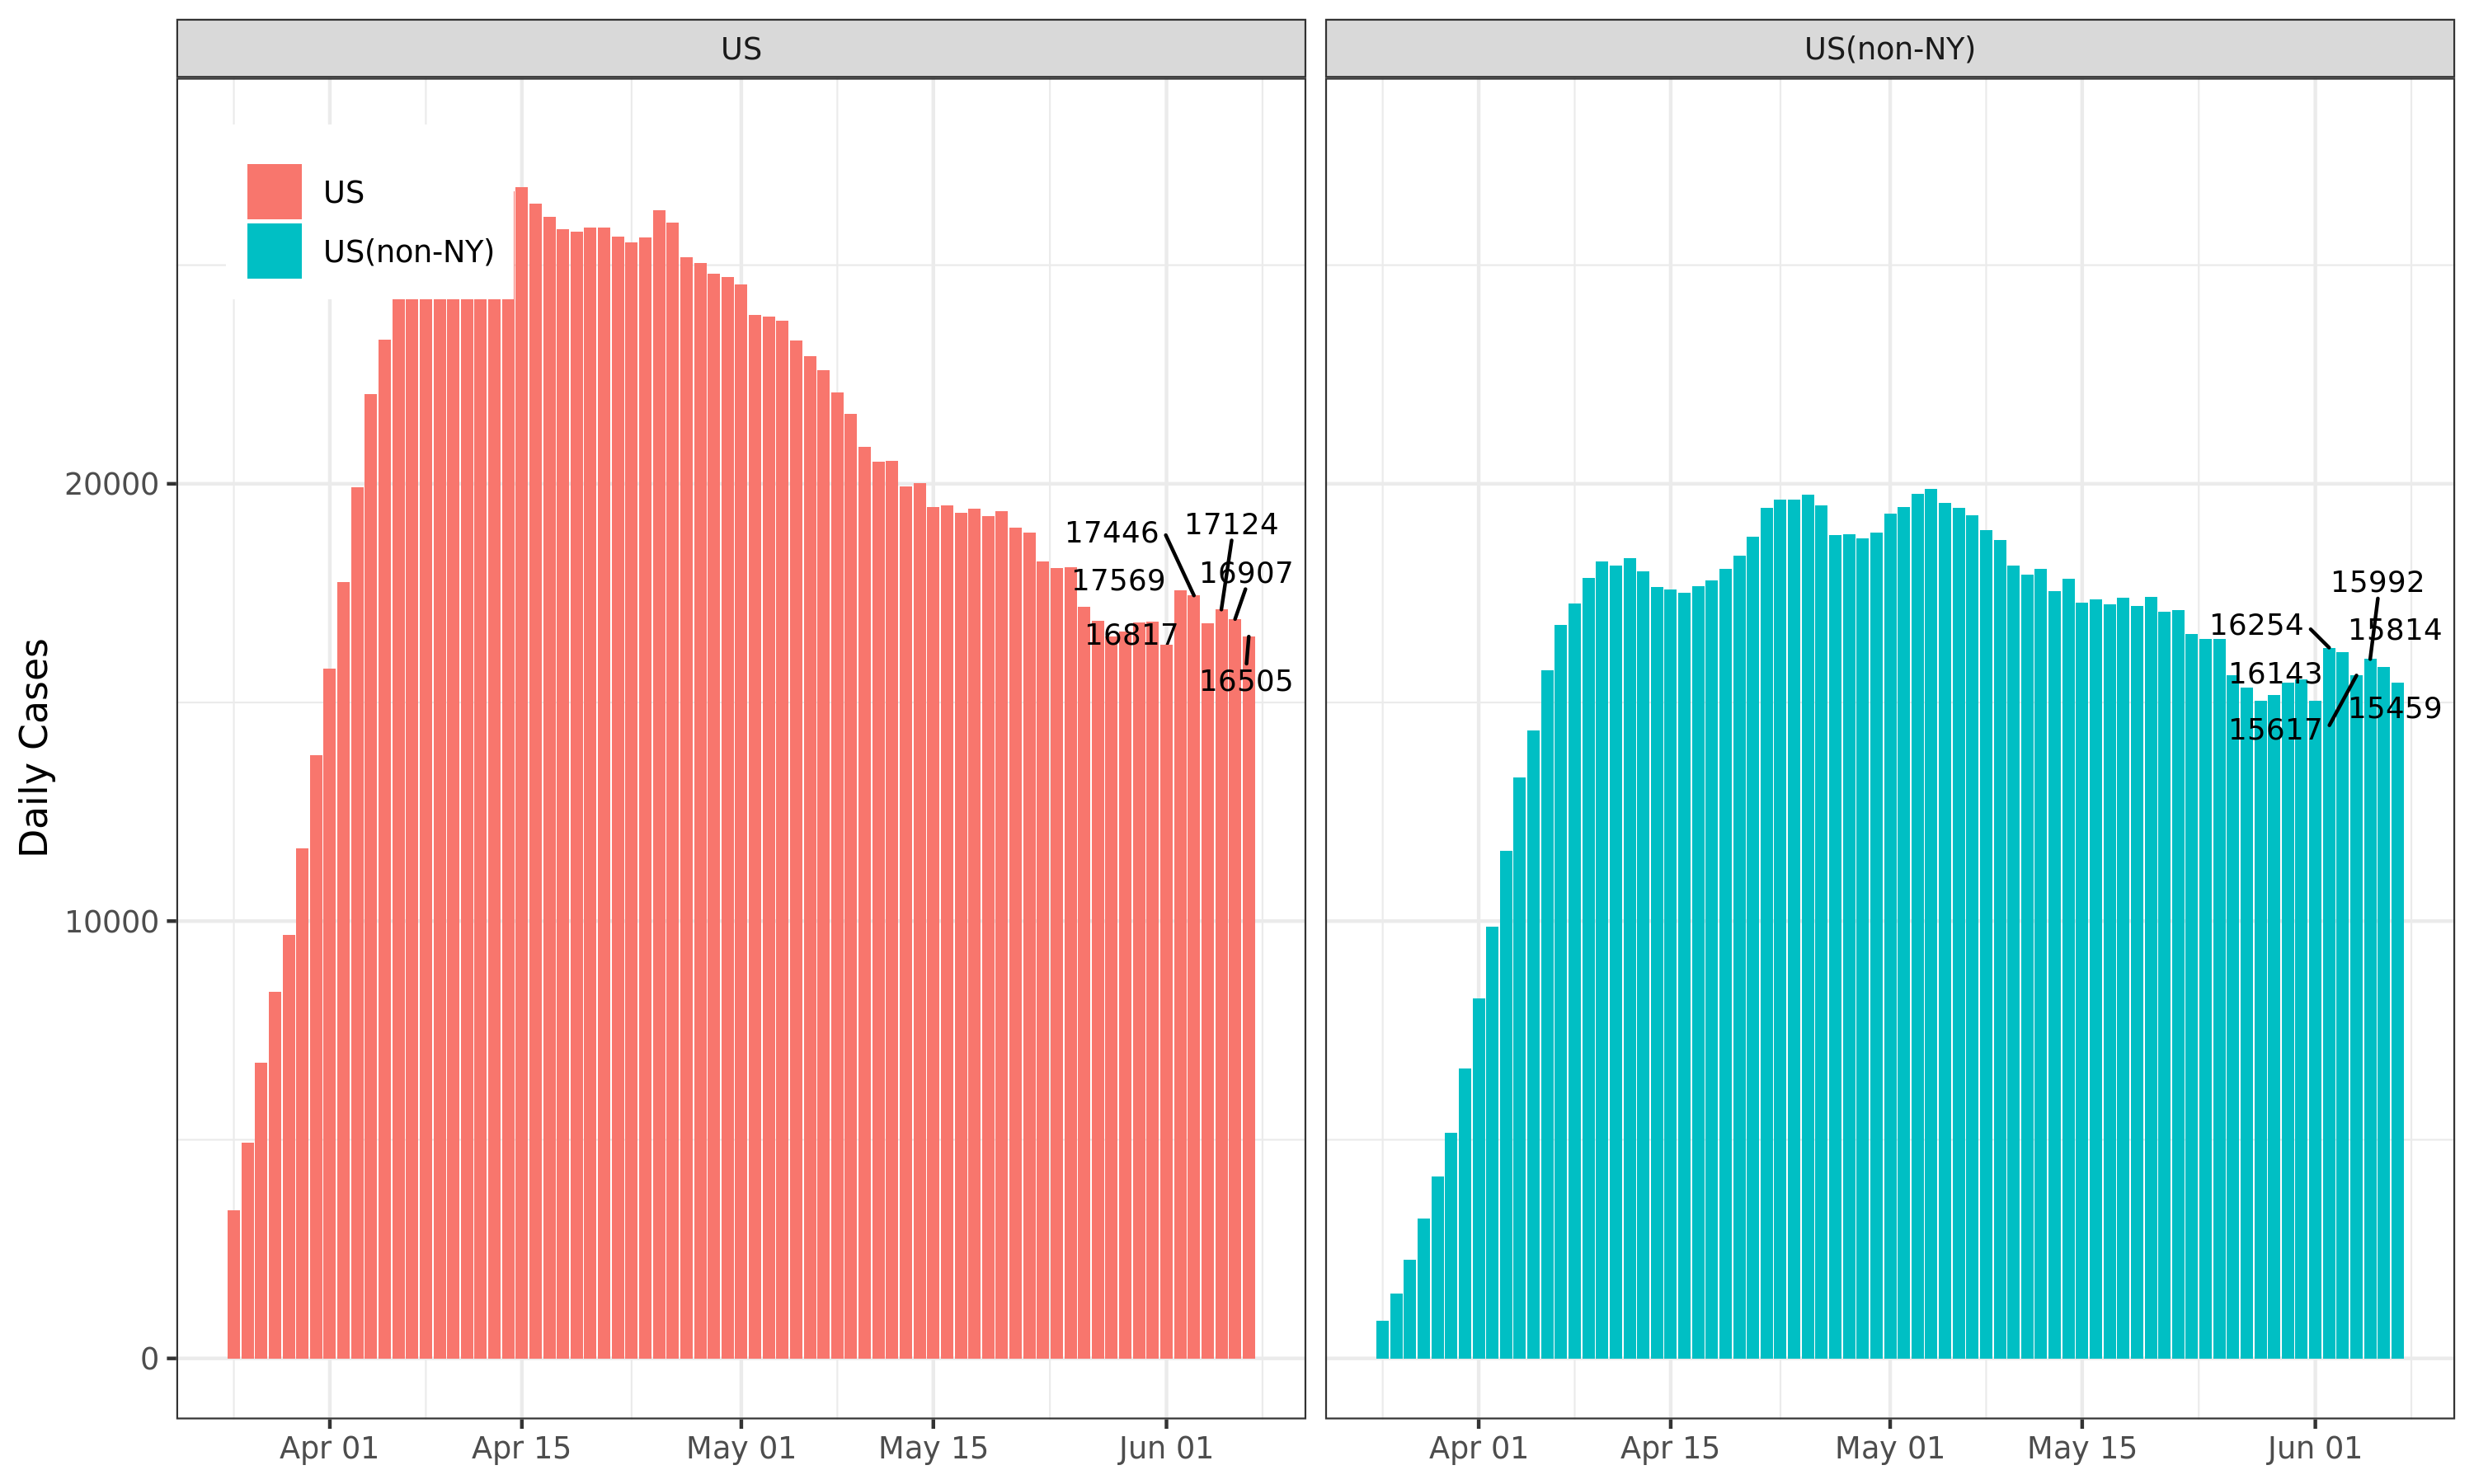 US
US(non-NY)
US
US(non-NY)
Daily Cases
20000
10000
0
17446
17124
17569
16907
16817
16505
15992
16254
15814
16143
15459
15617
Apr 01
Apr 15
May 01
May 15
Jun 01
Apr 01
Apr 15
May 01
May 15
Jun 01